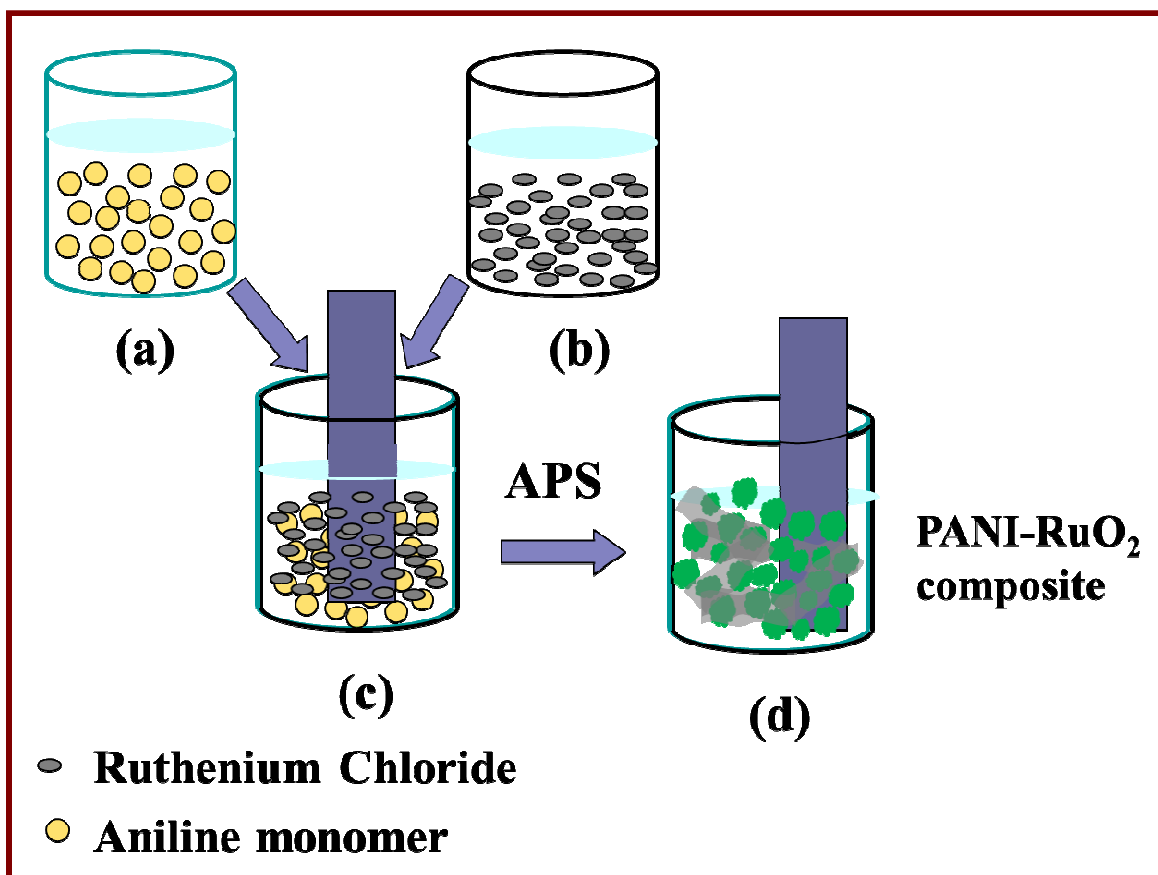 (a)
(b)
(c)
APS
PANI-RuO₂
composite
(d)
Ruthenium Chloride
Aniline monomer